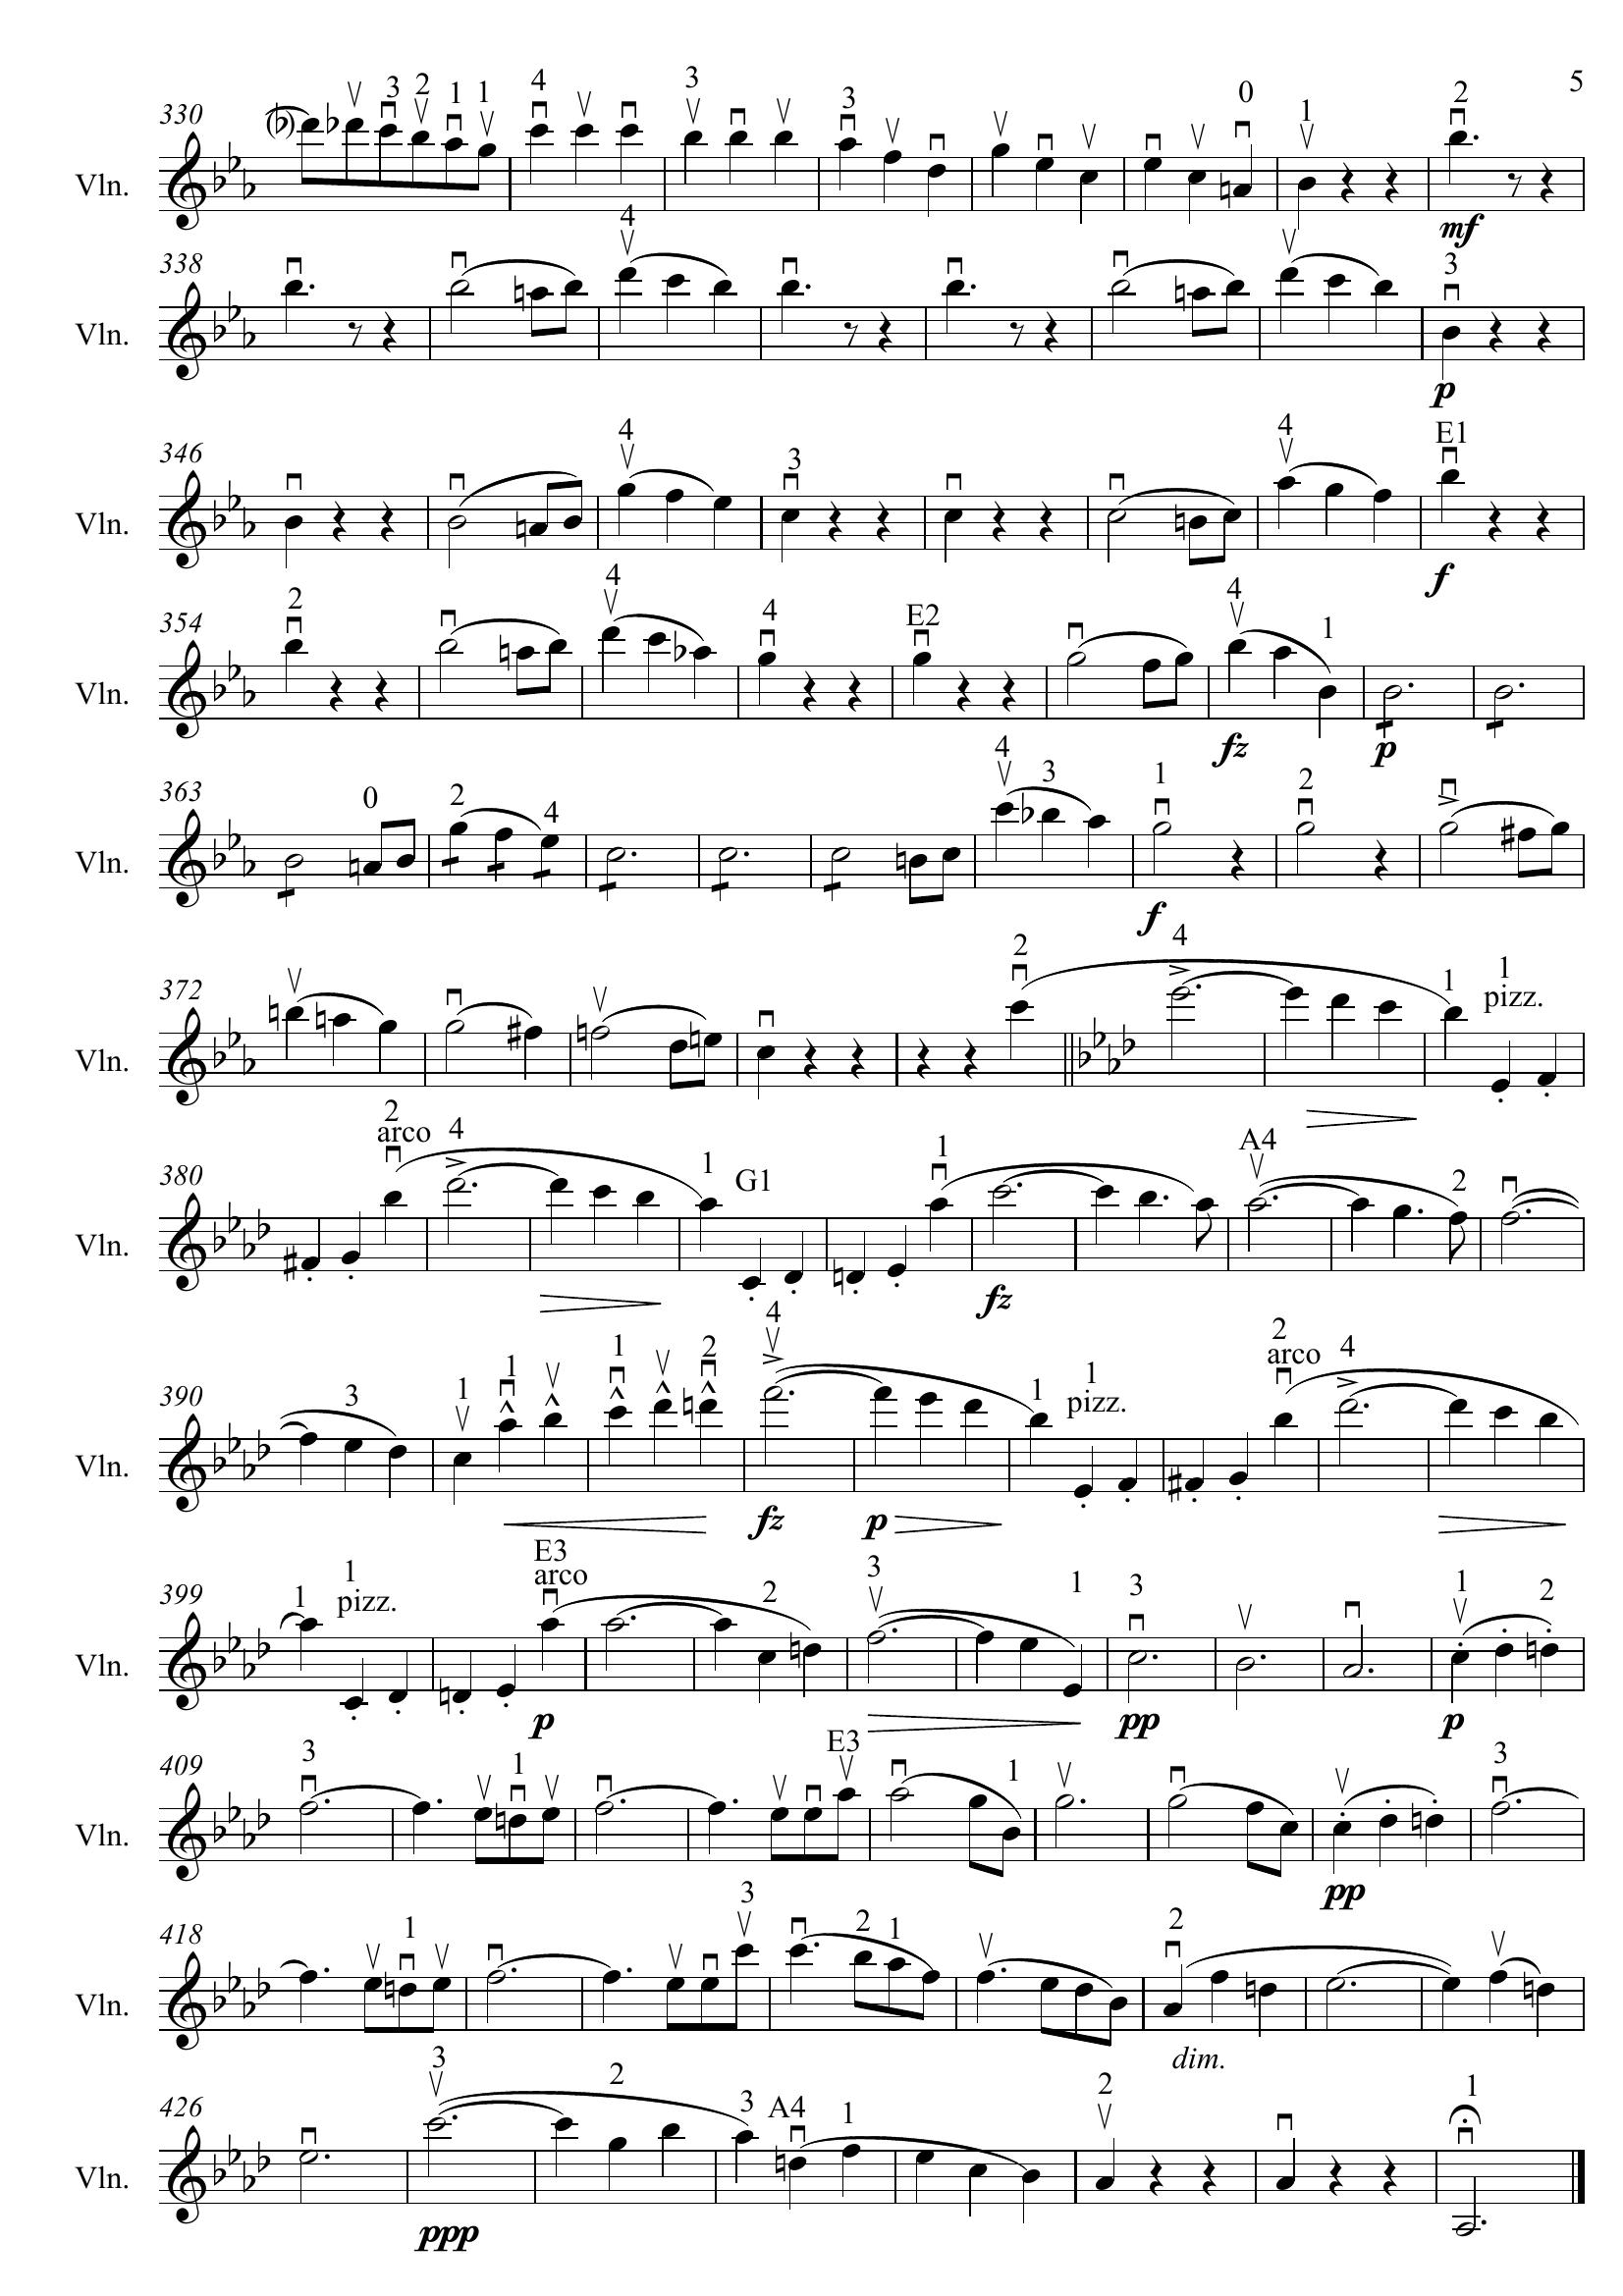 5
330 3 2 1 1 4 3 3 0 1 2
Vln.
mf
338 4 3
Vln.
p
346 4 3 4 E1
Vln.
f
354 2 4 4 E2 4 1
Vln.
fz p
363 0 2 4 4 3 1 2
Vln.
f
372 2 4 1 1
pizz.
Vln.
380 2 4 1 G1 1 A4 2
arco
Vln.
fz
390 3 1 1 1 2 4 1 1 2 4
pizz. arco
Vln.
fz p
399 1 1 E3 2 3 1 3 1 2
pizz. arco
Vln.
p pp p
409 3 1 E3 1 3
Vln.
pp
418 1 3 2 1 2
Vln.
dim.
426 3 2 3 A4 1 2 1
Vln.
ppp